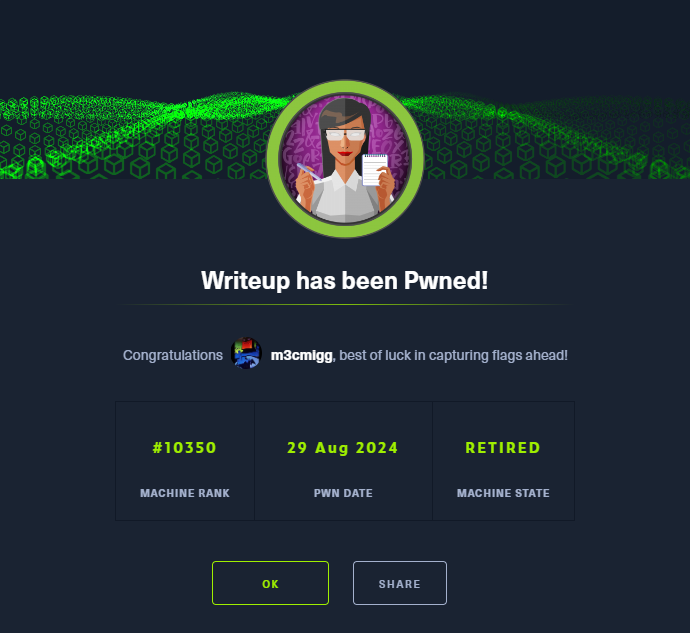 Writeup has been Pwned!
Congratulations m3cmigg, best of luck in capturing flags ahead!
#10350 29 Aug 2024 RETIRED
MACHINE RANK PWN DATE MACHINE STATE
OK SHARE